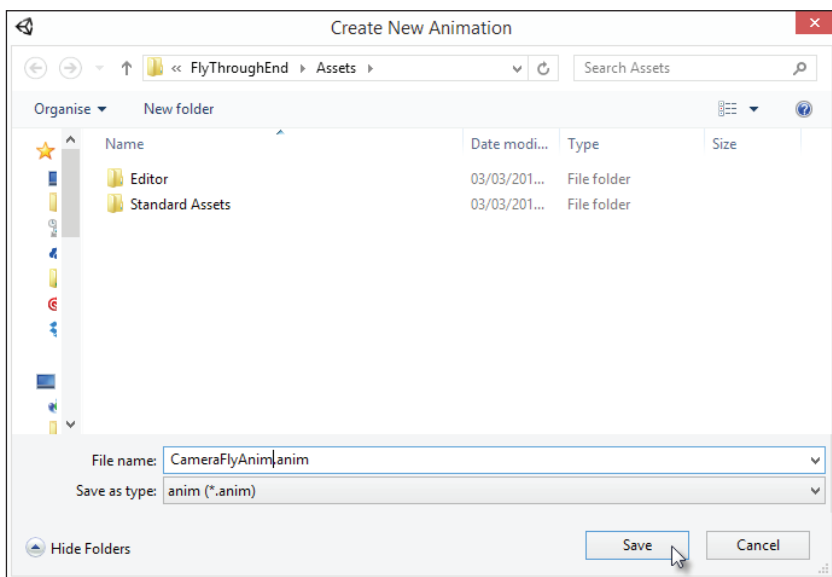 Create New Animation
« FlyThroughEnd Assets Search Assets
Organise New folder
Name Date modi... Type Size
Editor 03/03/201... File folder
Standard Assets 03/03/201... File folder
File name: CameraFlyAnim.anim
Save as type: anim (*.anim)
Hide Folders Save Cancel